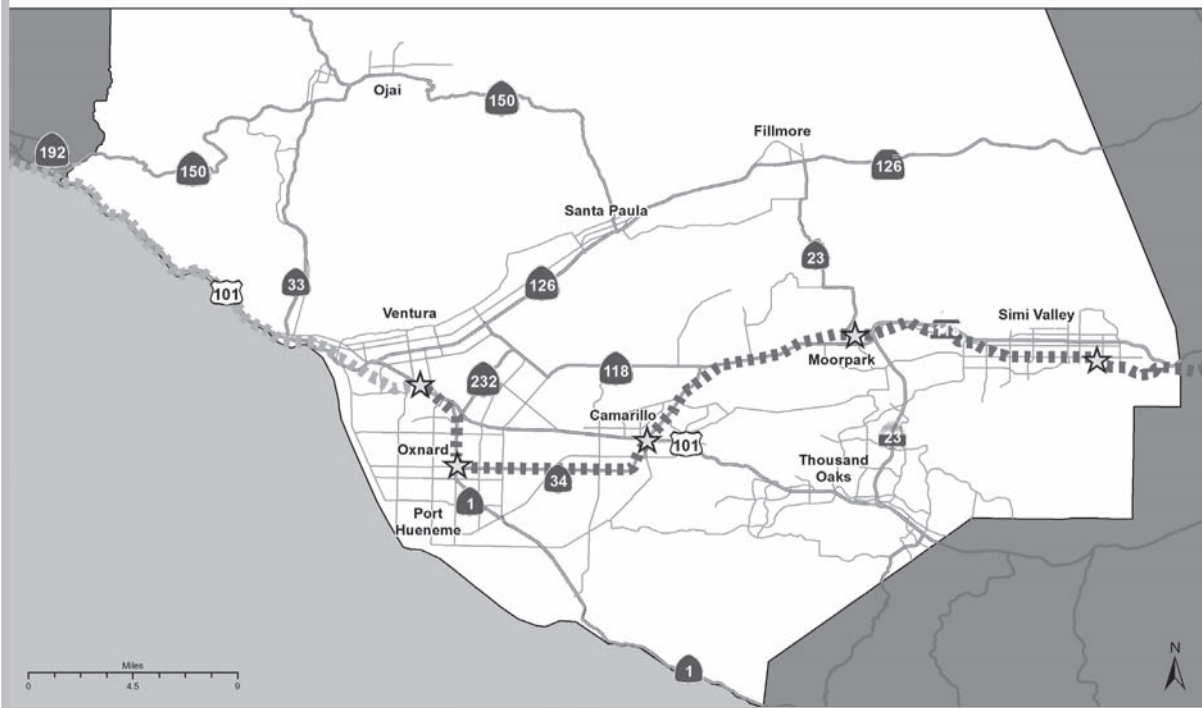 Ojai
150
Fillmore
192
150
126
Santa Paula
23
33
126
101
Ventura
Simi Valley
Moorpark
232
118
Camarillo
101
23
Oxnard
Thousand
Oaks
34
1
Port
Hueneme
N
Miles
0 4.5 9
1